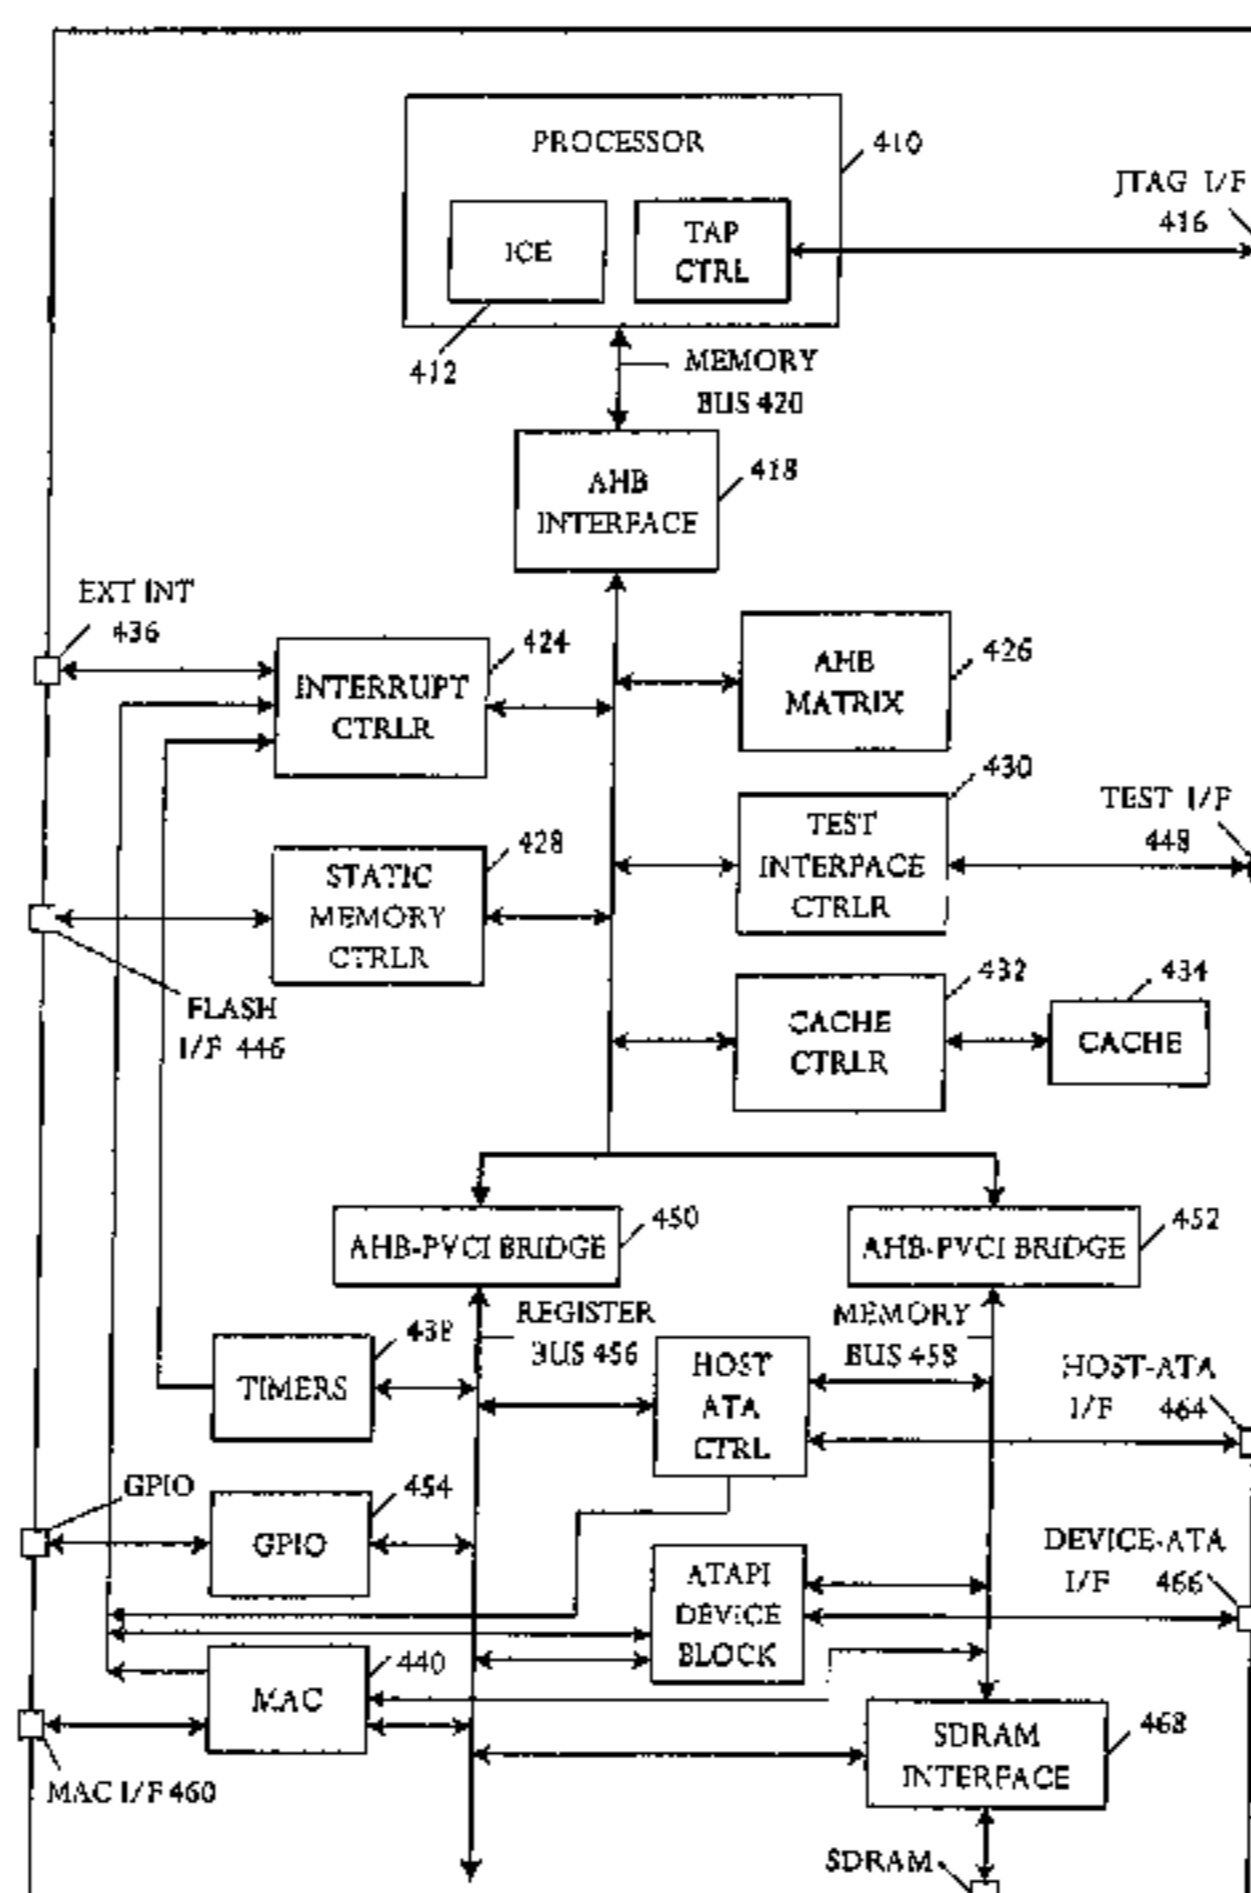 PROCESSOR
410
JTAG I/F
416
ICE
TAP
CTRL
412
MEMORY
BUS 420
AHB
INTERFACE
418
EXT INT
436
INTERRUPT
CTRLR
424
AHB
MATRIX
426
STATIC
MEMORY
CTRLR
428
TEST
INTERFACE
CTRLR
430
TEST I/F
448
FLASH
I/F 446
CACHE
CTRLR
432
CACHE
434
AHB-PVCI BRIDGE
450
AHB-PVCI BRIDGE
452
REGISTER
BUS 456
MEMORY
BUS 458
TIMERS
438
HOST
ATA
CTRL
HOST-ATA
I/F 464
GPIO
GPIO
454
ATAPI
DEVICE
BLOCK
DEVICE-ATA
I/F 466
MAC
440
MAC I/F 460
SDRAM
INTERFACE
468
SDRAM